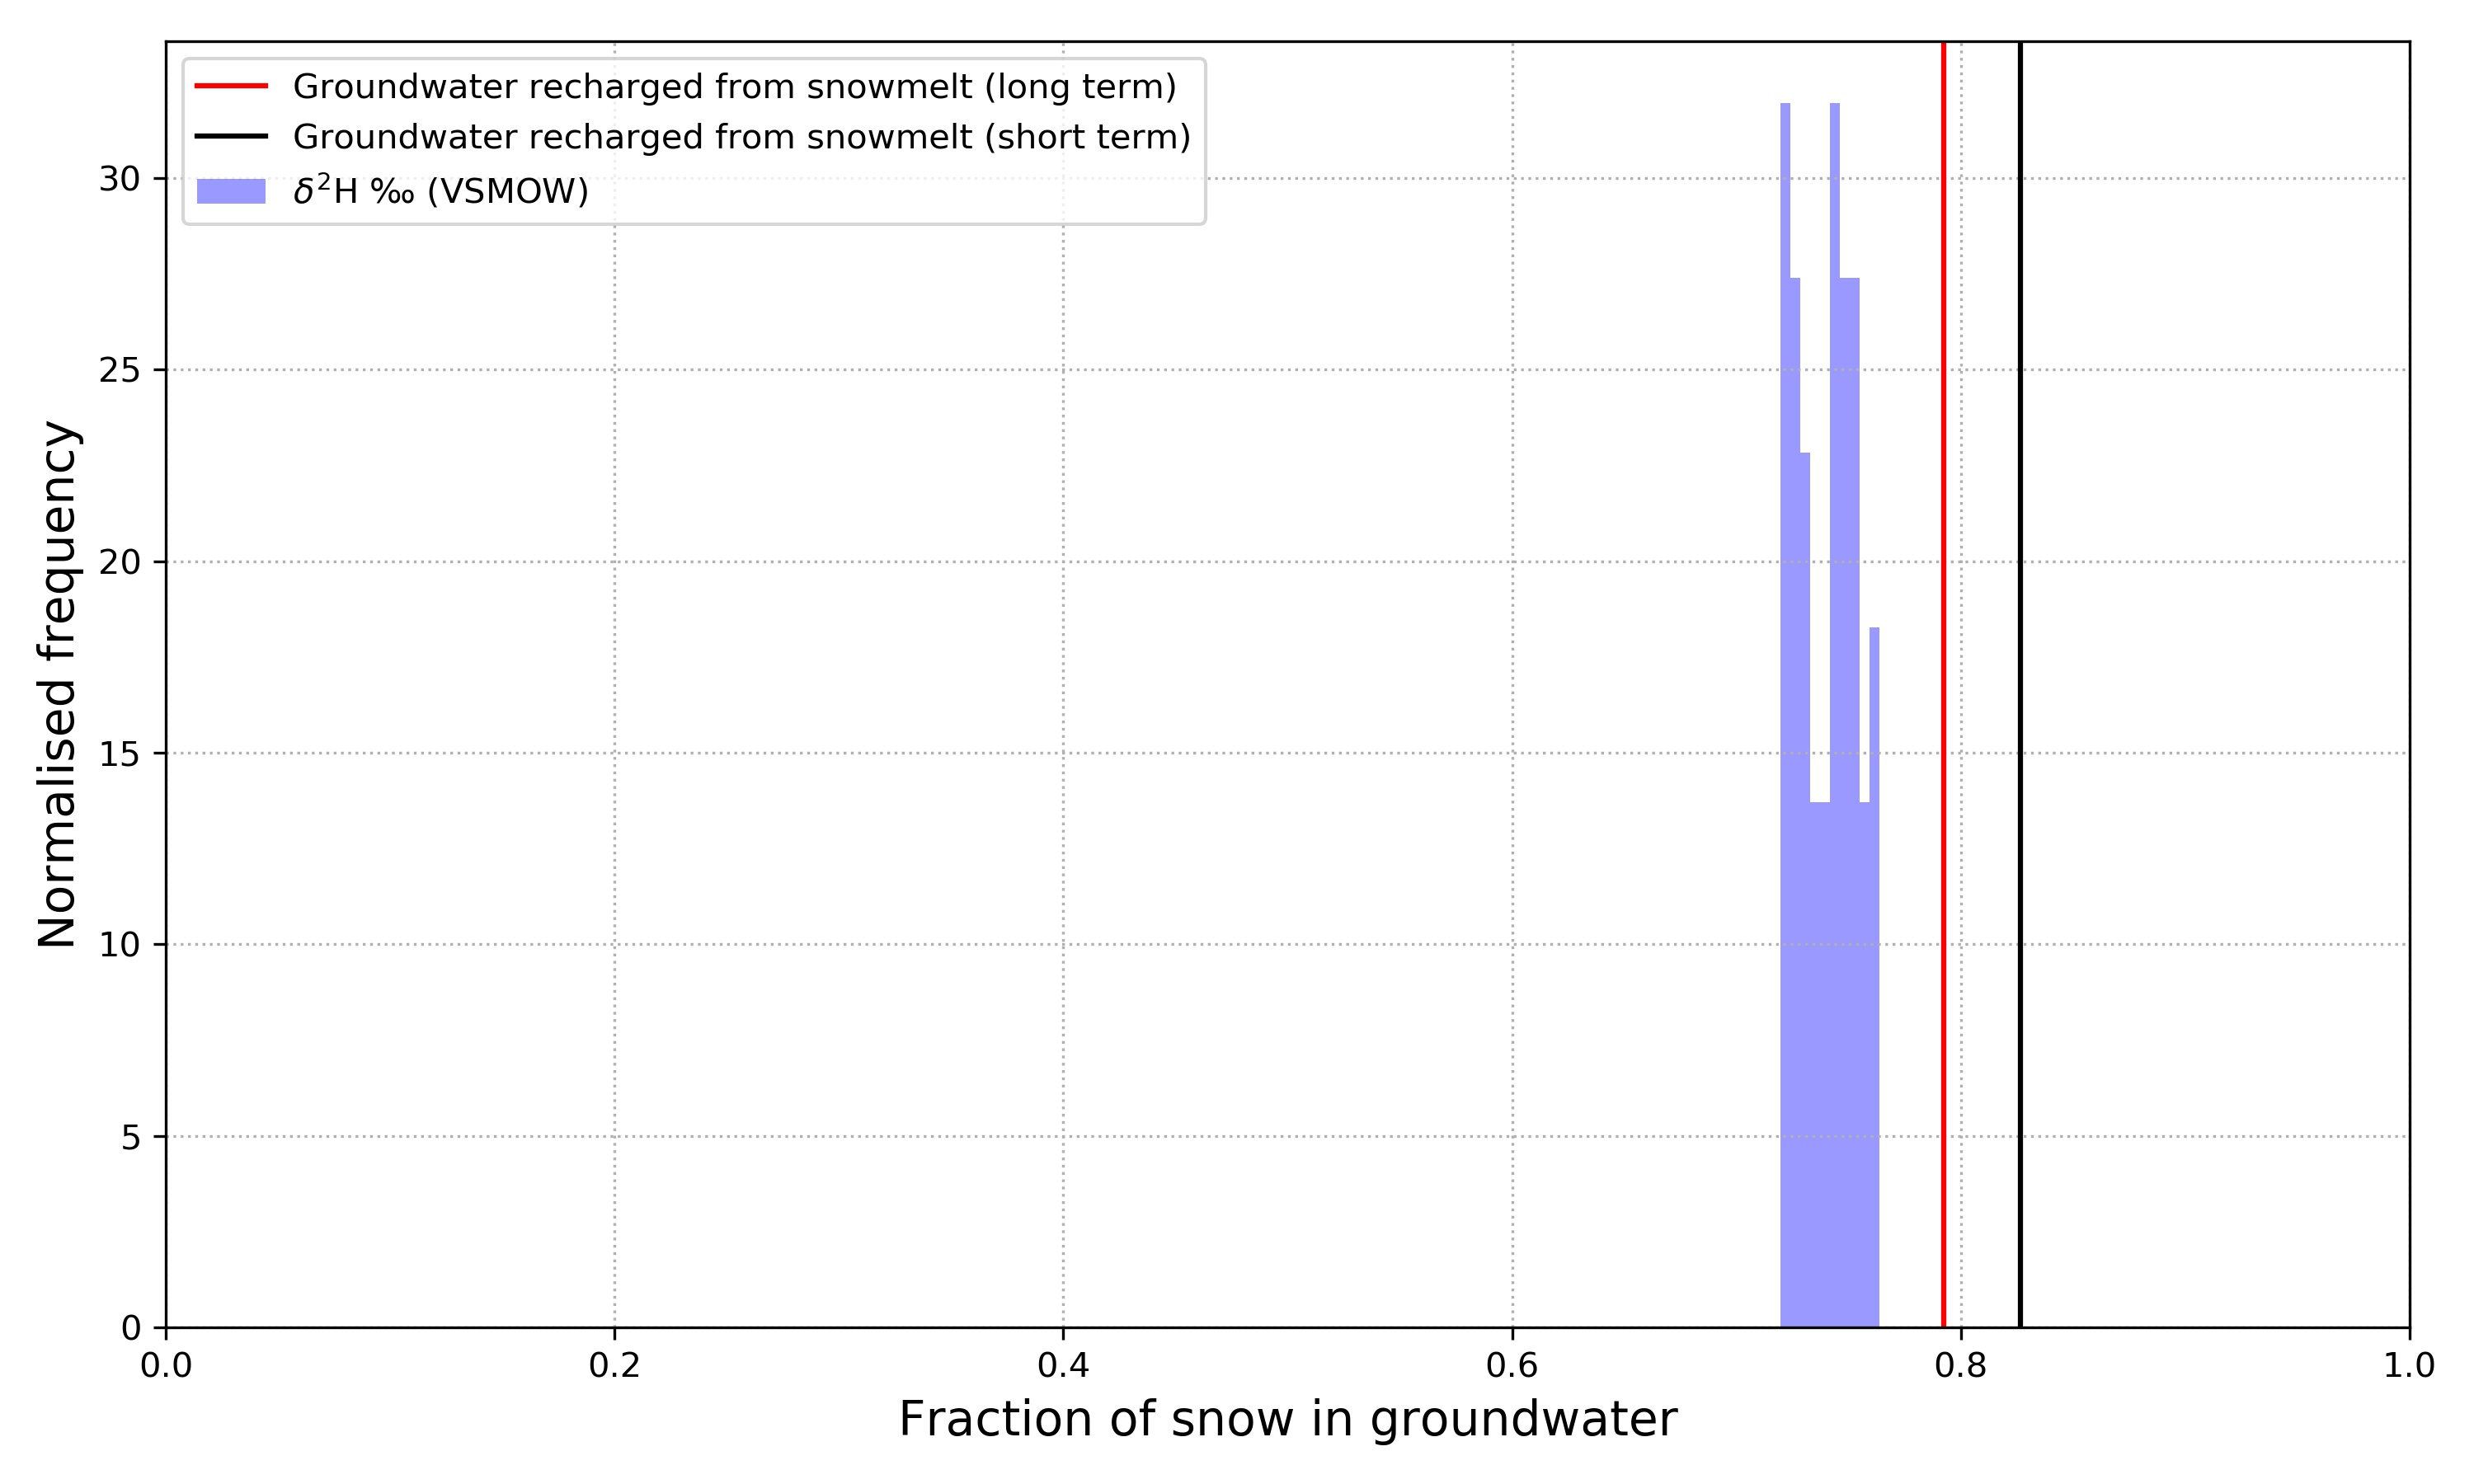 Groundwater recharged from snowmelt (long term)
Groundwater recharged from snowmelt (short term)
δ²H ‰ (VSMOW)
Normalised frequency
30
25
20
15
10
5
0
0.0 0.2 0.4 0.6 0.8 1.0
Fraction of snow in groundwater